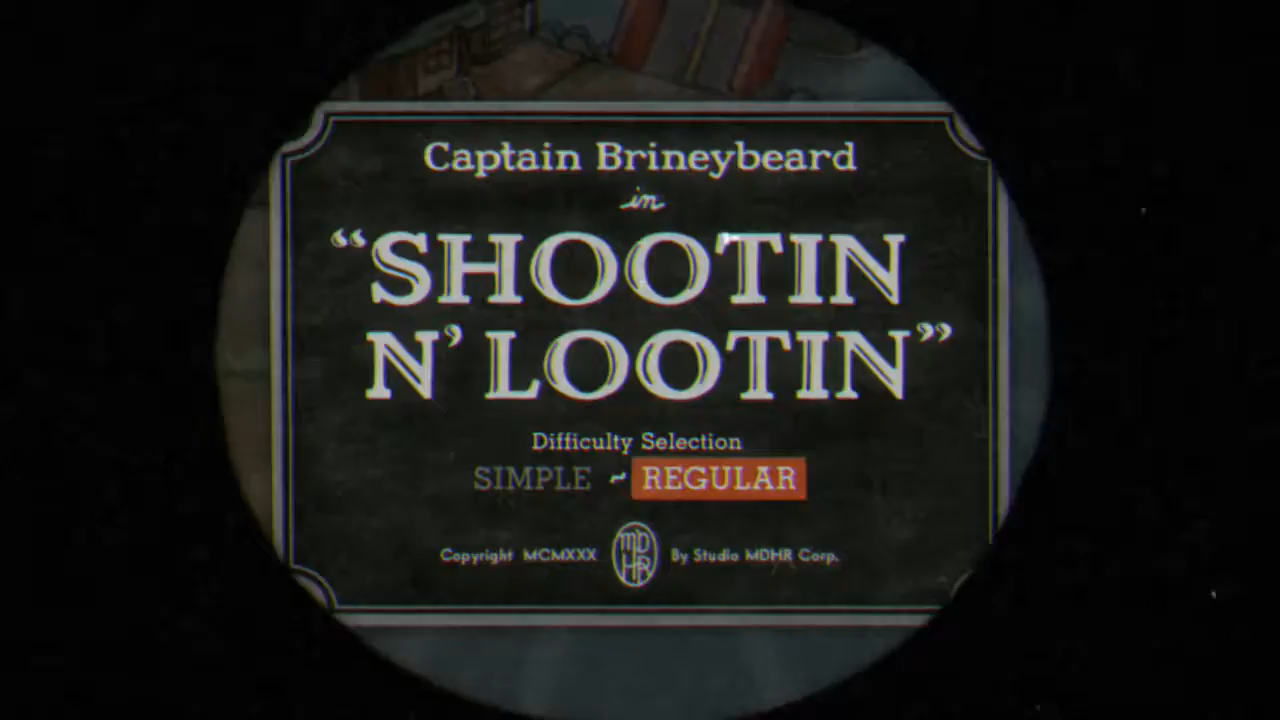 Captain Brineybeard
in
“SHOOTIN
N’ LOOTIN”
Difficulty Selection
SIMPLE ~ REGULAR
Copyright MCMXXX MDHR By Studio MDHR Corp.